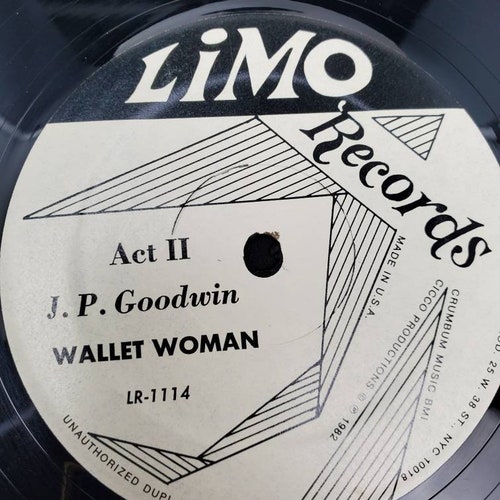 LiMO
Records
Act II
J. P. Goodwin
WALLET WOMAN
LR-1114
MADE IN U.S.A.
CICCO PRODUCTIONS © ℗ 1982
CRUMBUM MUSIC BMI
25 W. 38 ST., NYC 10018
UNAUTHORIZED